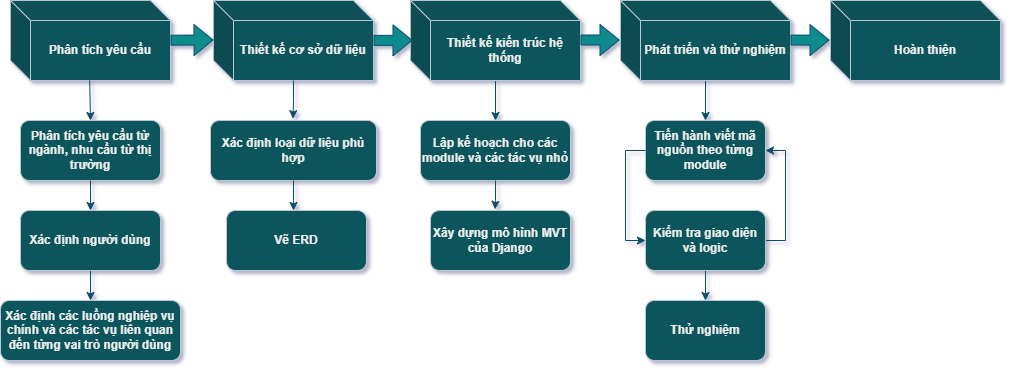 Phân tích yêu cầu
Thiết kế cơ sở dữ liệu
Thiết kế kiến trúc hệ
thống
Phát triển và thử nghiệm
Hoàn thiện
Phân tích yêu cầu từ
ngành, nhu cầu từ thị
trường
Xác định người dùng
Xác định các luồng nghiệp vụ
chính và các tác vụ liên quan
đến từng vai trò người dùng
Xác định loại dữ liệu phù
hợp
Vẽ ERD
Lập kế hoạch cho các
module và các tác vụ nhỏ
Xây dựng mô hình MVT
của Django
Tiến hành viết mã
nguồn theo từng
module
Kiểm tra giao diện
và logic
Thử nghiệm